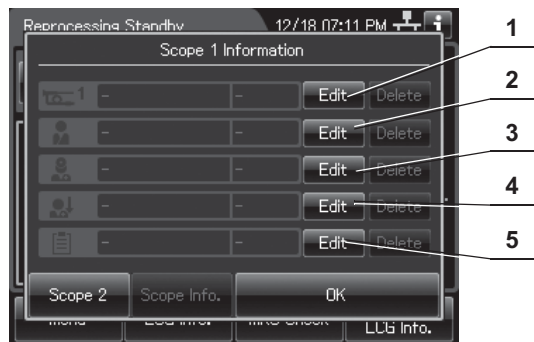 Reprocessing Standby 12/18 07:11 PM i
Scope 1 Information
1 - - Edit Delete
- - Edit Delete
- - Edit Delete
- - Edit Delete
- - Edit Delete
Scope 2 Scope Info. OK
LCG Info.
1
2
3
4
5